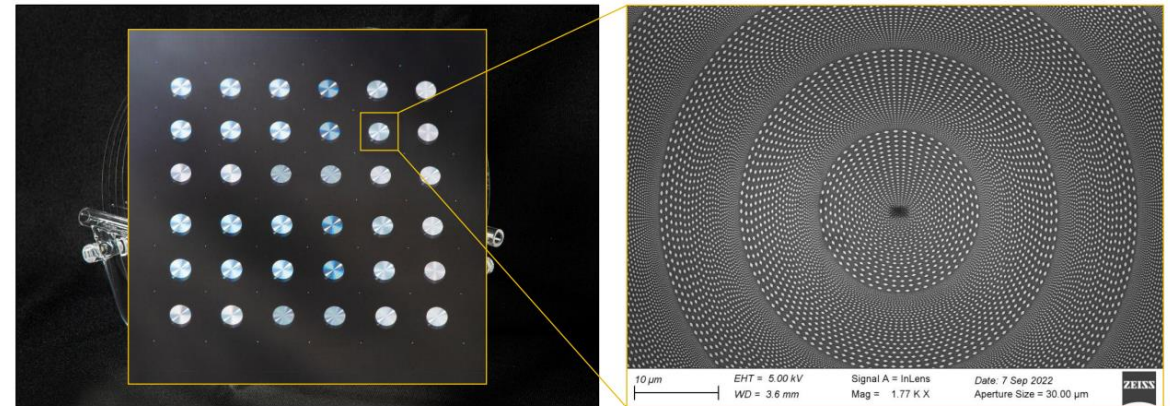 10 µm
EHT = 5.00 kV
WD = 3.6 mm
Signal A = InLens
Mag = 1.77 K X
Date: 7 Sep 2022
Aperture Size = 30.00 µm
ZEISS